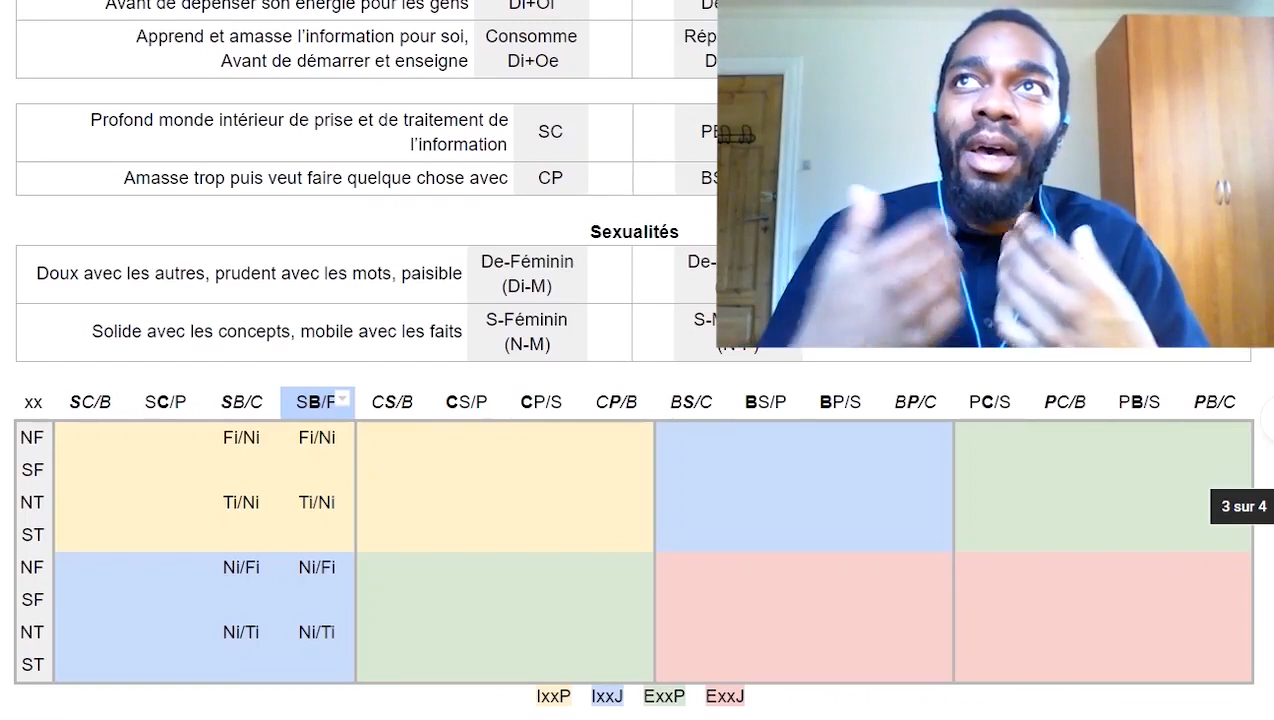 Avant de dépenser son énergie pour les gens Di+Oi
Apprend et amasse l'information pour soi, Consomme
Avant de démarrer et enseigne Di+Oe
Profond monde intérieur de prise et de traitement de
l'information SC
Amasse trop puis veut faire quelque chose avec CP
Sexualités
Doux avec les autres, prudent avec les mots, paisible De-Féminin De-
(Di-M)
Solide avec les concepts, mobile avec les faits S-Féminin
(N-M)
xx SC/B SC/P SB/C SB/P CS/B CS/P CP/S CP/B BS/C BS/P BP/S BP/C PC/S PC/B PB/S PB/C
NF Fi/Ni Fi/Ni
SF
NT Ti/Ni Ti/Ni
ST
NF Ni/Fi Ni/Fi
SF
NT Ni/Ti Ni/Ti
ST
IxxP IxxJ ExxP ExxJ
3 sur 4